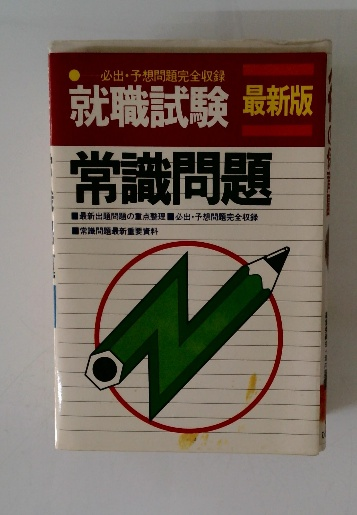 必出・予想問題完全収録
就職試験 最新版
常識問題
■最新出題問題の重点整理■必出・予想問題完全収録
■常識問題最新重要資料